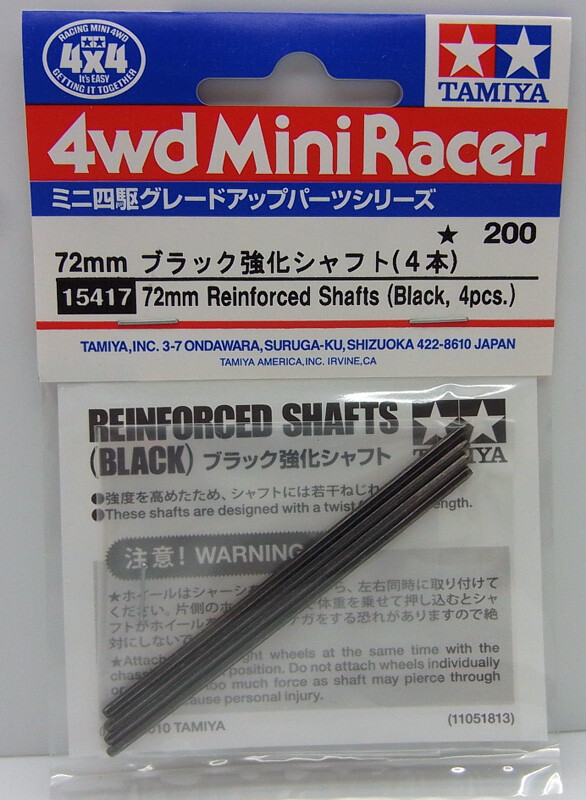 RACING MINI 4WD
4x4
It's EASY
GETTING IT TOGETHER
TAMIYA
4wd Mini Racer
ミニ四駆グレードアップパーツシリーズ
★ 200
72mm ブラック強化シャフト(4本)
15417 72mm Reinforced Shafts (Black, 4pcs.)
TAMIYA,INC. 3-7 ONDAWARA,SURUGA-KU,SHIZUOKA 422-8610 JAPAN
TAMIYA AMERICA,INC. IRVINE,CA
REINFORCED SHAFTS
(BLACK) ブラック強化シャフト
TAMIYA
●強度を高めたため、シャフトには若干ねじれ
●These shafts are designed with a twist
注意! WARNING
★ホイールはシャーシ ら、左右同時に取り付けて
ください。片側のホ 体重を乗せて押し込むとシャ
フトがホイールを ガをする恐れがありますので絶
対にしないで
★Attach ght wheels at the same time with the
chass position. Do not attach wheels individually
too much force as shaft may pierce through
cause personal injury.
010 TAMIYA
(11051813)